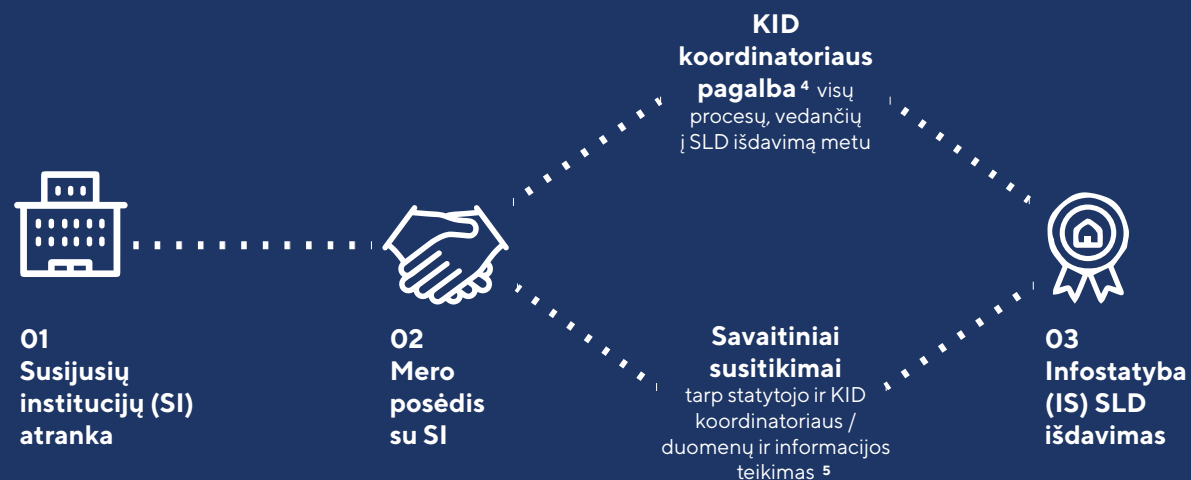 KID
koordinatoriaus
pagalba ⁴ visų
procesų, vedančių
į SLD išdavimą metu
01
Susijusių
institucijų (SI)
atranka
02
Mero
posėdis
su SI
Savaitiniai
susitikimai
tarp statytojo ir KID
koordinatoriaus /
duomenų ir informacijos
teikimas ⁵
03
Infostatyba
(IS) SLD
išdavimas